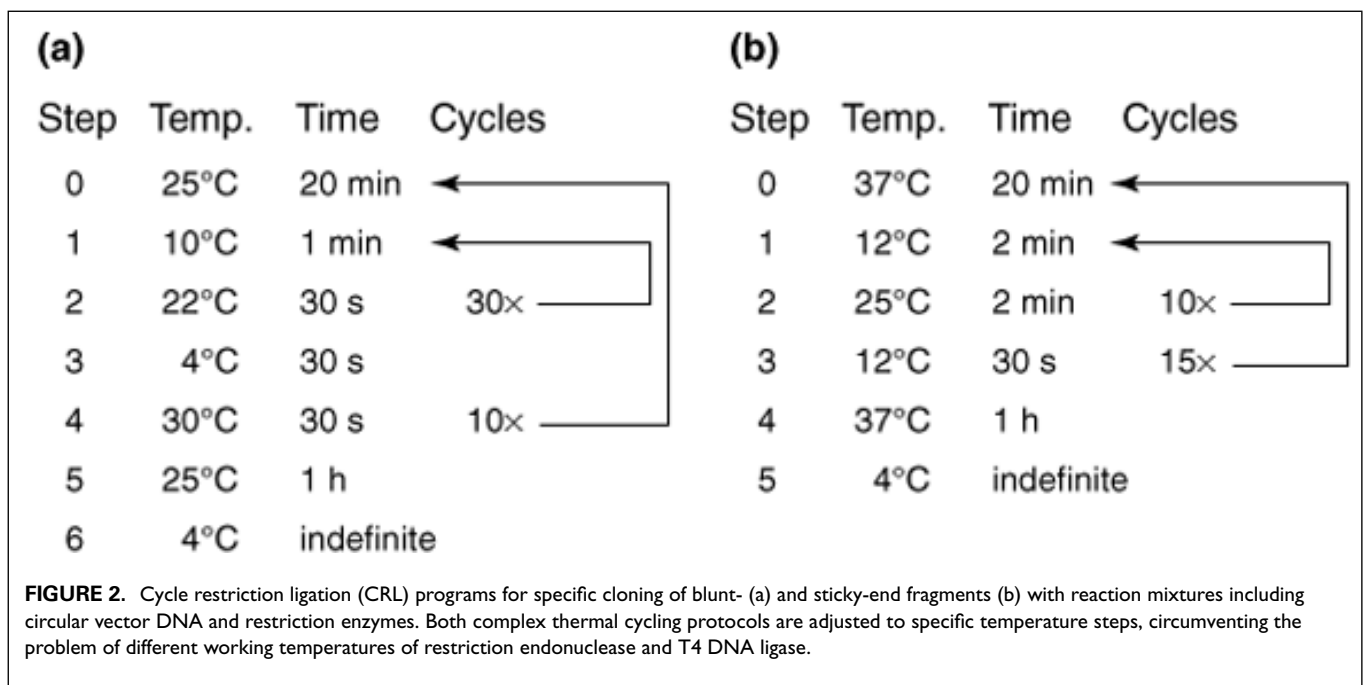 (a)
Step Temp. Time Cycles
0 25°C 20 min
1 10°C 1 min
2 22°C 30 s 30×
3 4°C 30 s
4 30°C 30 s 10×
5 25°C 1 h
6 4°C indefinite
(b)
Step Temp. Time Cycles
0 37°C 20 min
1 12°C 2 min
2 25°C 2 min 10×
3 12°C 30 s 15×
4 37°C 1 h
5 4°C indefinite
FIGURE 2. Cycle restriction ligation (CRL) programs for specific cloning of blunt- (a) and sticky-end fragments (b) with reaction mixtures including
circular vector DNA and restriction enzymes. Both complex thermal cycling protocols are adjusted to specific temperature steps, circumventing the
problem of different working temperatures of restriction endonuclease and T4 DNA ligase.